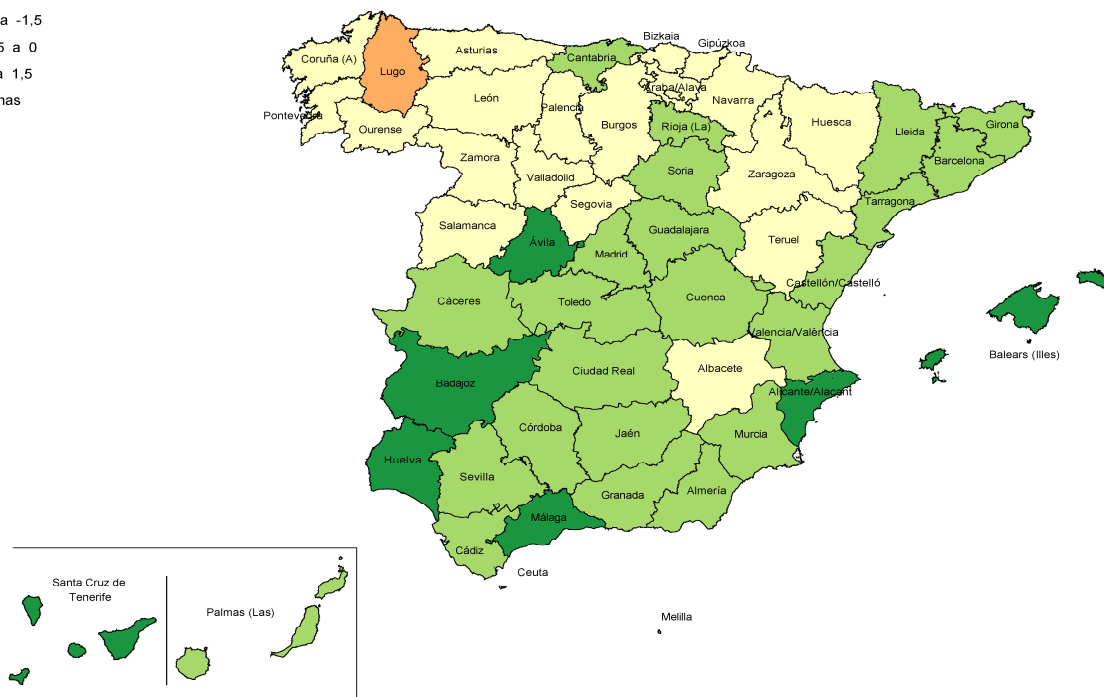 a -1,5
5 a 0
a 1,5
mas
Bizkaia
Gipúzkoa
Coruña (A)
Asturias
Cantabria
Lugo
Araba/Alava
León
Palencia
Navarra
Pontevedra
Ourense
Burgos
Rioja (La)
Huesca
Lleida
Girona
Zamora
Barcelona
Valladolid
Soria
Zaragoza
Segovia
Tarragona
Salamanca
Guadalajara
Ávila
Teruel
Madrid
Castellón/Castelló
Cáceres
Toledo
Cuenca
Valencia/València
Balears (Illes)
Ciudad Real
Albacete
Badajoz
Alicante/Alacant
Córdoba
Jaén
Murcia
Huelva
Sevilla
Granada
Almería
Málaga
Cádiz
Ceuta
Santa Cruz de
Tenerife
Palmas (Las)
Melilla